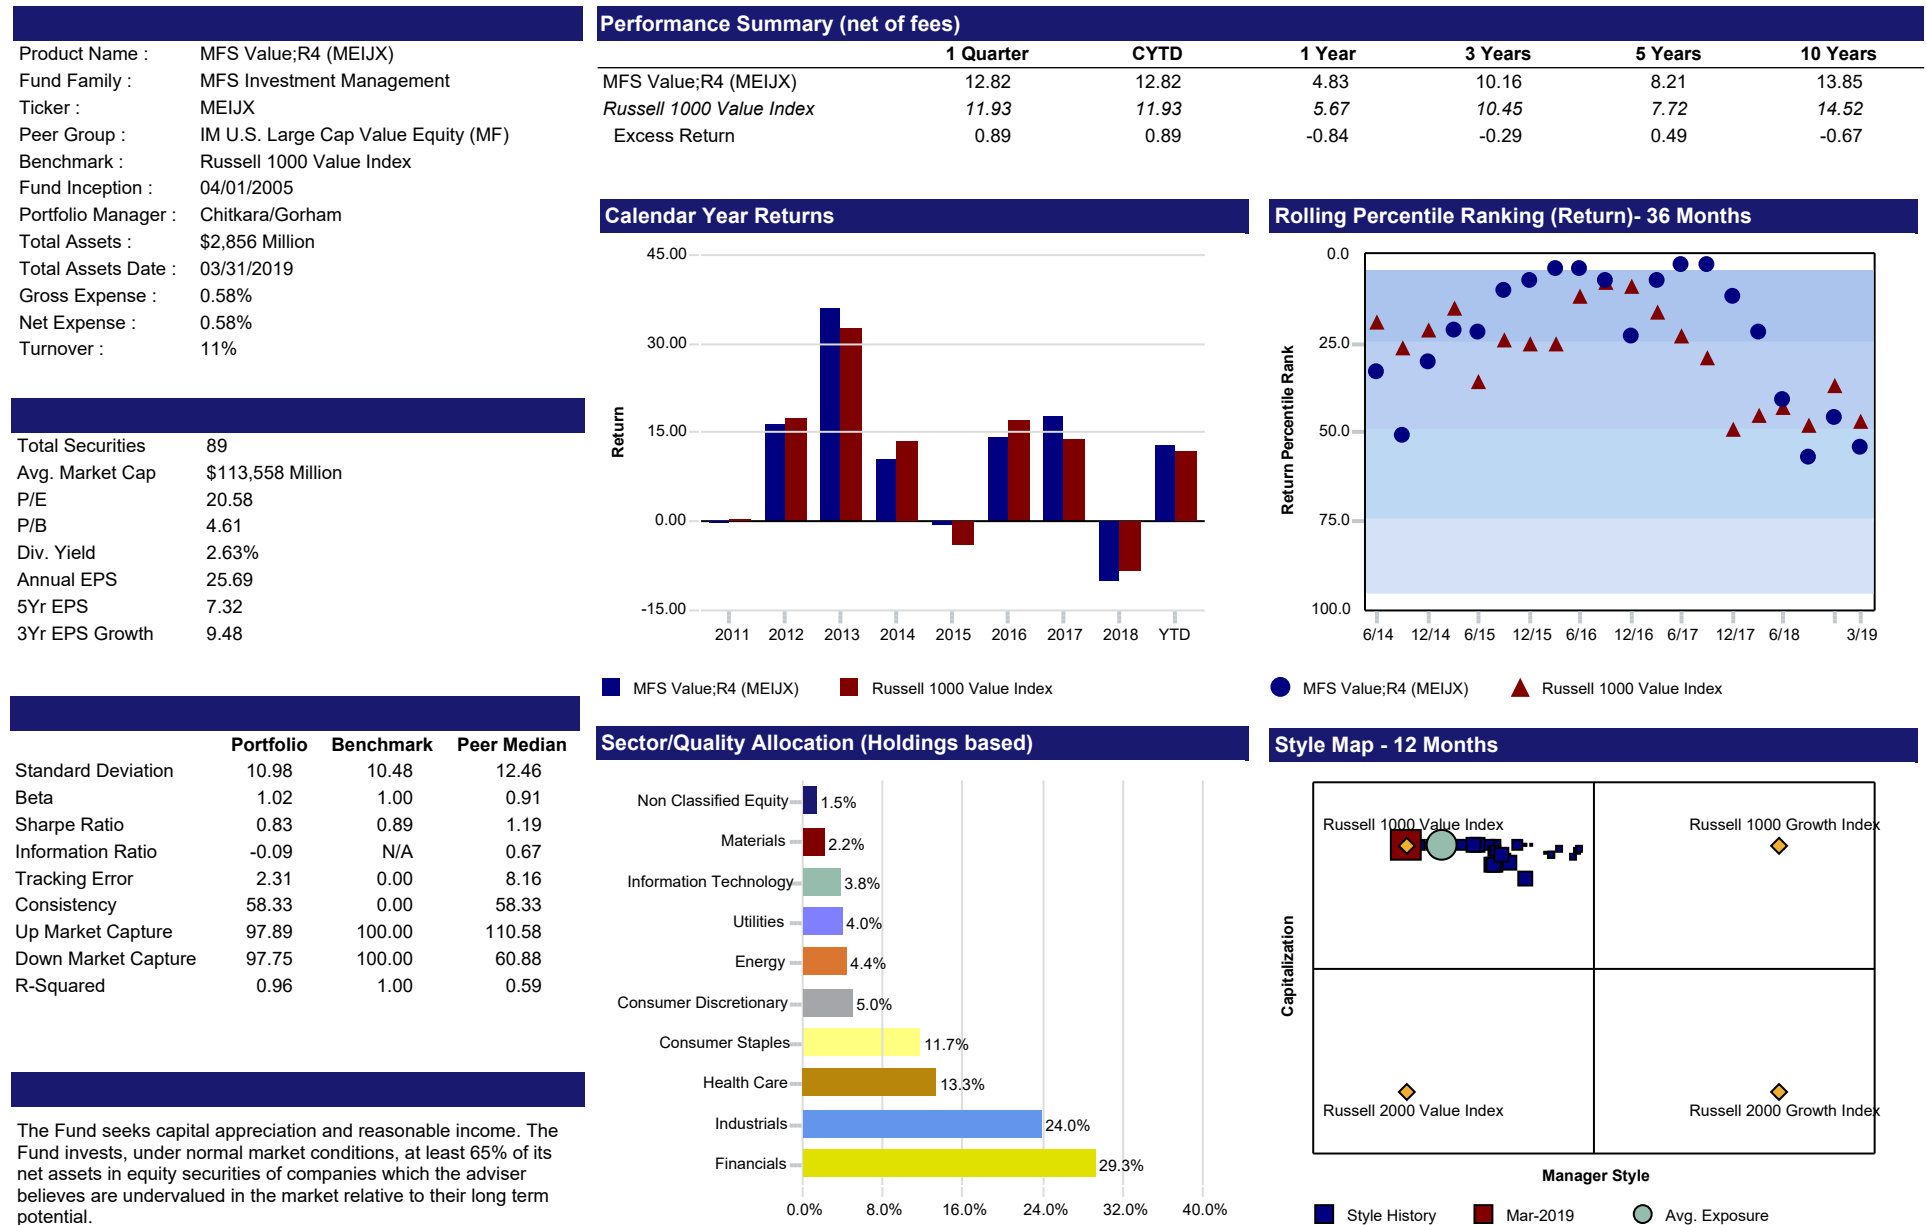 Product Name : MFS Value;R4 (MEIJX)
Fund Family : MFS Investment Management
Ticker : MEIJX
Peer Group : IM U.S. Large Cap Value Equity (MF)
Benchmark : Russell 1000 Value Index
Fund Inception : 04/01/2005
Portfolio Manager : Chitkara/Gorham
Total Assets : $2,856 Million
Total Assets Date : 03/31/2019
Gross Expense : 0.58%
Net Expense : 0.58%
Turnover : 11%
Total Securities 89
Avg. Market Cap $113,558 Million
P/E 20.58
P/B 4.61
Div. Yield 2.63%
Annual EPS 25.69
5Yr EPS 7.32
3Yr EPS Growth 9.48
Portfolio Benchmark Peer Median
Standard Deviation 10.98 10.48 12.46
Beta 1.02 1.00 0.91
Sharpe Ratio 0.83 0.89 1.19
Information Ratio -0.09 N/A 0.67
Tracking Error 2.31 0.00 8.16
Consistency 58.33 0.00 58.33
Up Market Capture 97.89 100.00 110.58
Down Market Capture 97.75 100.00 60.88
R-Squared 0.96 1.00 0.59
The Fund seeks capital appreciation and reasonable income. The
Fund invests, under normal market conditions, at least 65% of its
net assets in equity securities of companies which the adviser
believes are undervalued in the market relative to their long term
potential.
Performance Summary (net of fees)
1 Quarter CYTD 1 Year 3 Years 5 Years 10 Years
MFS Value;R4 (MEIJX) 12.82 12.82 4.83 10.16 8.21 13.85
Russell 1000 Value Index 11.93 11.93 5.67 10.45 7.72 14.52
Excess Return 0.89 0.89 -0.84 -0.29 0.49 -0.67
Calendar Year Returns
45.00
30.00
15.00
0.00
-15.00
Return
2011 2012 2013 2014 2015 2016 2017 2018 YTD
MFS Value;R4 (MEIJX) Russell 1000 Value Index
Rolling Percentile Ranking (Return)- 36 Months
0.0
25.0
50.0
75.0
100.0
Return Percentile Rank
6/14 12/14 6/15 12/15 6/16 12/16 6/17 12/17 6/18 3/19
MFS Value;R4 (MEIJX) Russell 1000 Value Index
Sector/Quality Allocation (Holdings based)
Non Classified Equity 1.5%
Materials 2.2%
Information Technology 3.8%
Utilities 4.0%
Energy 4.4%
Consumer Discretionary 5.0%
Consumer Staples 11.7%
Health Care 13.3%
Industrials 24.0%
Financials 29.3%
0.0% 8.0% 16.0% 24.0% 32.0% 40.0%
Style Map - 12 Months
Russell 1000 Value Index Russell 1000 Growth Index
Capitalization
Russell 2000 Value Index Russell 2000 Growth Index
Manager Style
Style History Mar-2019 Avg. Exposure